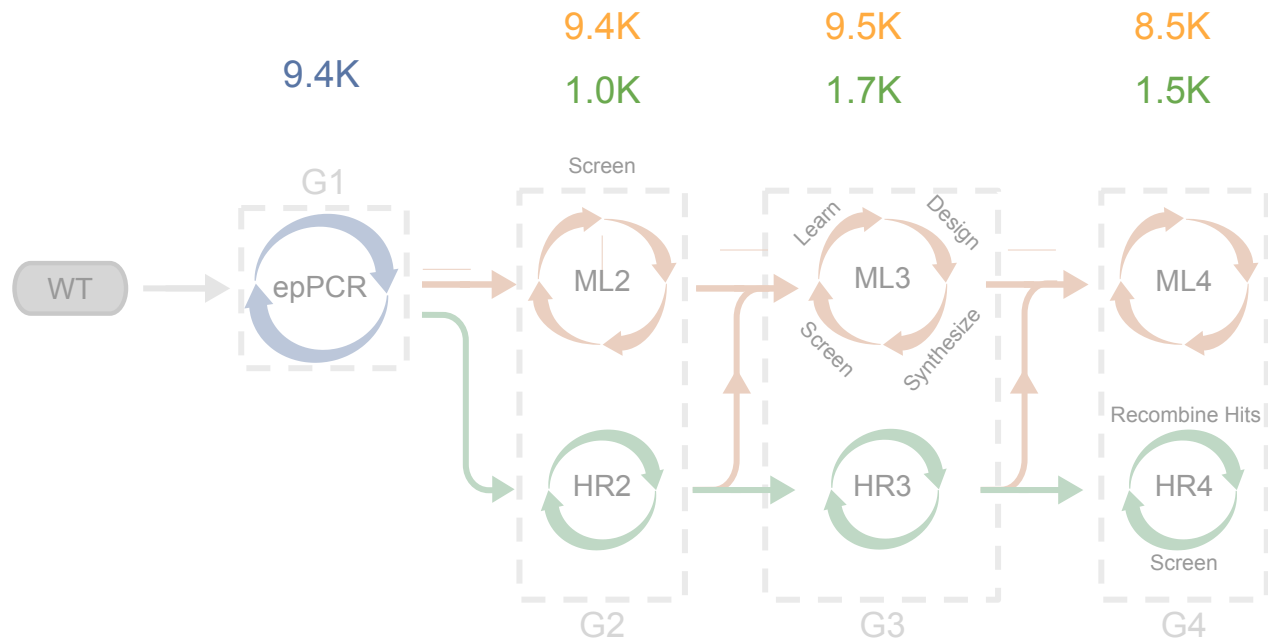 9.4K
9.5K
8.5K
9.4K
1.0K
1.7K
1.5K
G1
Screen
WT
epPCR
ML2
Learn
Design
ML3
Screen
Synthesize
ML4
HR2
HR3
Recombine Hits
HR4
Screen
G2
G3
G4